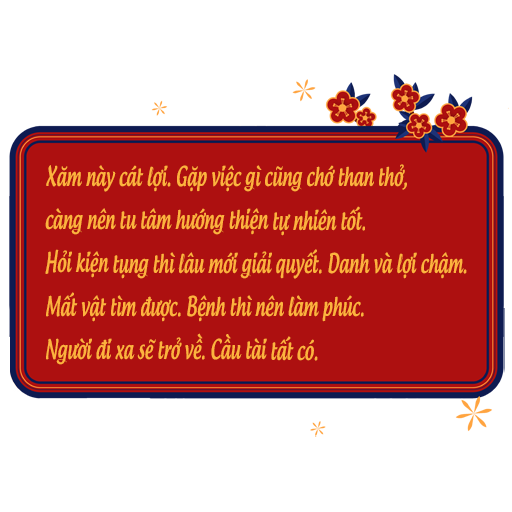 Xăm này cát lợi. Gặp việc gì cũng chớ than thở,
càng nên tu tâm hướng thiện tự nhiên tốt.
Hỏi kiện tụng thì lâu mới giải quyết. Danh và lợi chậm.
Mất vật tìm được. Bệnh thì nên làm phúc.
Người đi xa sẽ trở về. Cầu tài tất có.